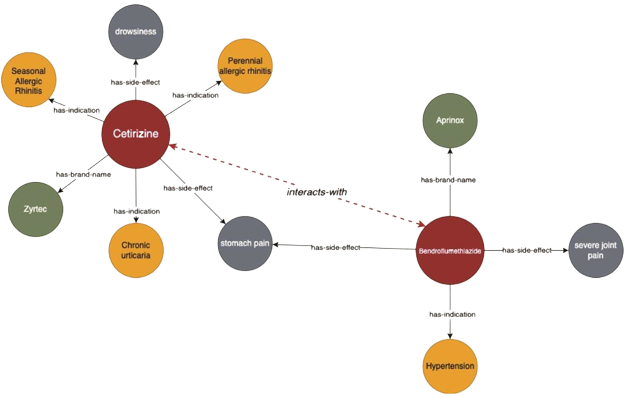 drowsiness
Seasonal
Allergic
Rhinitis
Perennial
allergic rhinitis
has-side-effect
has-indication
has-indication
Cetirizine
Aprinox
has-brand-name
has-side-effect
has-brand-name
interacts-with
Zyrtec
has-indication
Chronic
urticaria
stomach pain
has-side-effect
Bendroflumethiazide
has-side-effect
severe joint
pain
has-indication
Hypertension